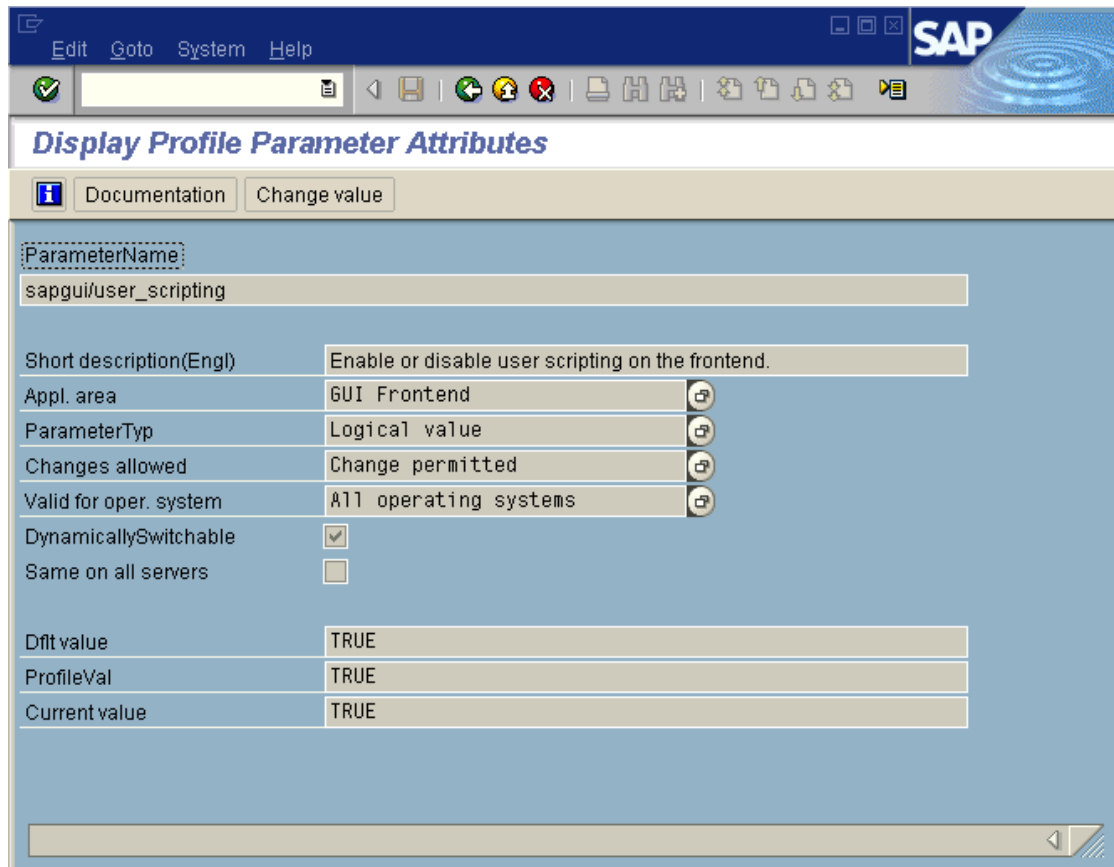 Edit Goto System Help
SAP
Display Profile Parameter Attributes
Documentation Change value
ParameterName
sapgui/user_scripting
Short description(Engl) Enable or disable user scripting on the frontend.
Appl. area GUI Frontend
ParameterTyp Logical value
Changes allowed Change permitted
Valid for oper. system All operating systems
DynamicallySwitchable
Same on all servers
Dflt value TRUE
ProfileVal TRUE
Current value TRUE